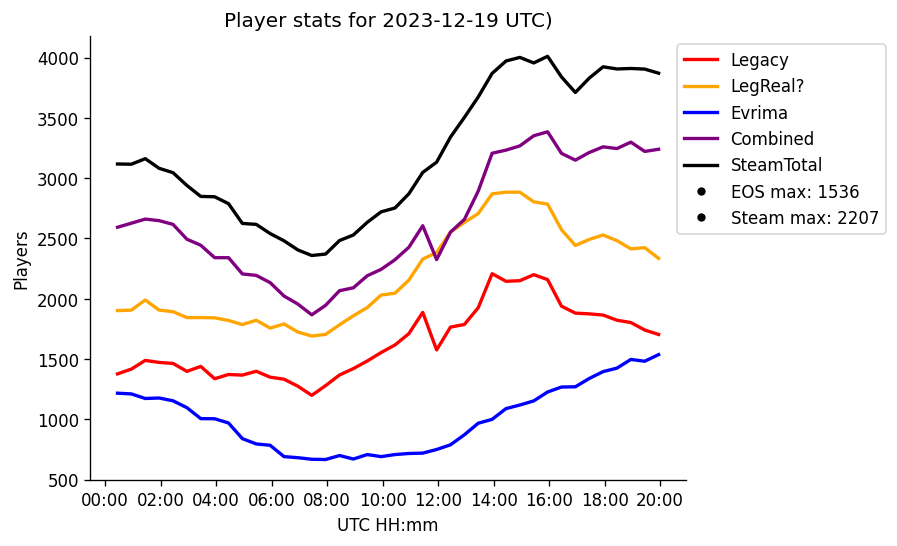 Player stats for 2023-12-19 UTC)
Legacy
LegReal?
Evrima
Combined
SteamTotal
EOS max: 1536
Steam max: 2207
Players
4000
3500
3000
2500
2000
1500
1000
500
00:00 02:00 04:00 06:00 08:00 10:00 12:00 14:00 16:00 18:00 20:00
UTC HH:mm